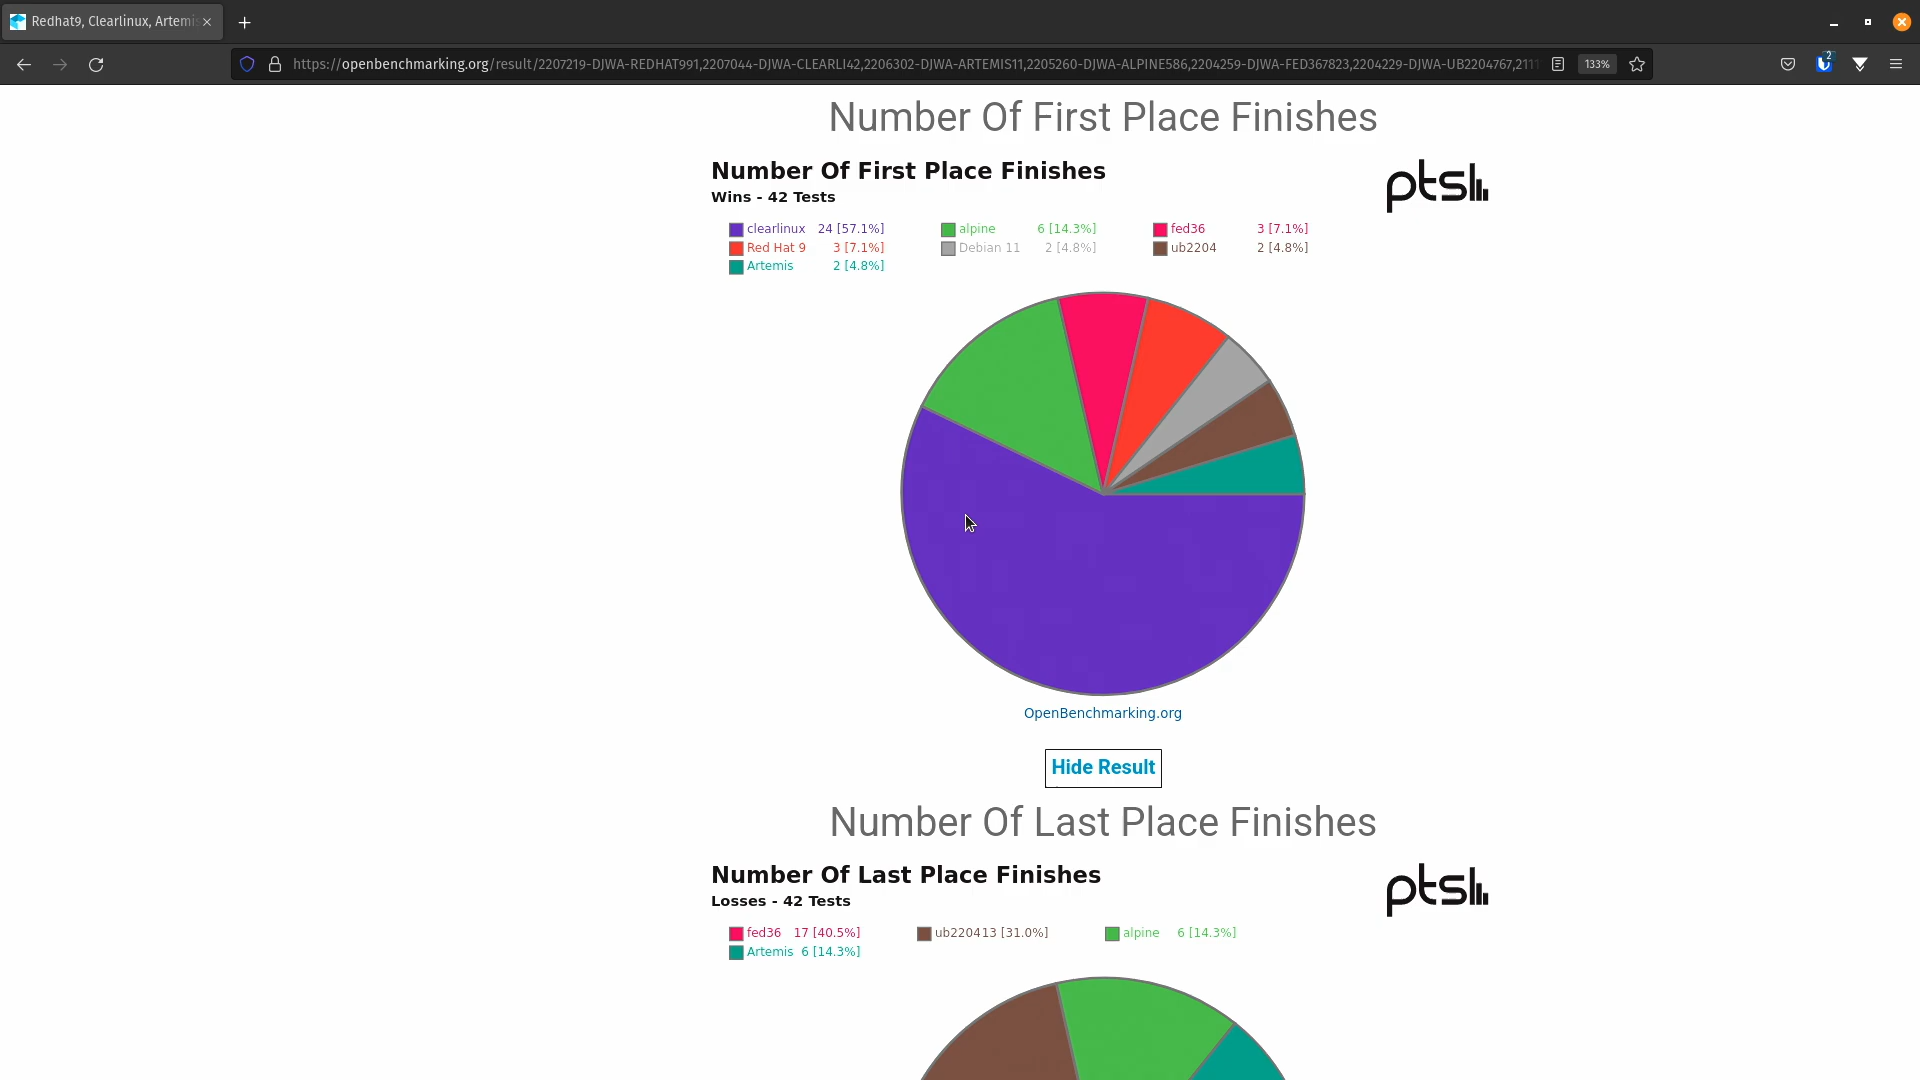 Redhat9, Clearlinux, Artemis
https://openbenchmarking.org/result/2207219-DJWA-REDHAT991,2207044-DJWA-CLEARLI42,2206302-DJWA-ARTEMIS11,2205260-DJWA-ALPINE586,2204259-DJWA-FED367823,2204229-DJWA-UB2204767,211
133%
2
Number Of First Place Finishes
Number Of First Place Finishes
Wins - 42 Tests
ptsl
clearlinux 24 [57.1%] alpine 6 [14.3%] fed36 3 [7.1%]
Red Hat 9 3 [7.1%] Debian 11 2 [4.8%] ub2204 2 [4.8%]
Artemis 2 [4.8%]
OpenBenchmarking.org
Hide Result
Number Of Last Place Finishes
Number Of Last Place Finishes
Losses - 42 Tests
ptsl
fed36 17 [40.5%] ub220413 [31.0%] alpine 6 [14.3%]
Artemis 6 [14.3%]